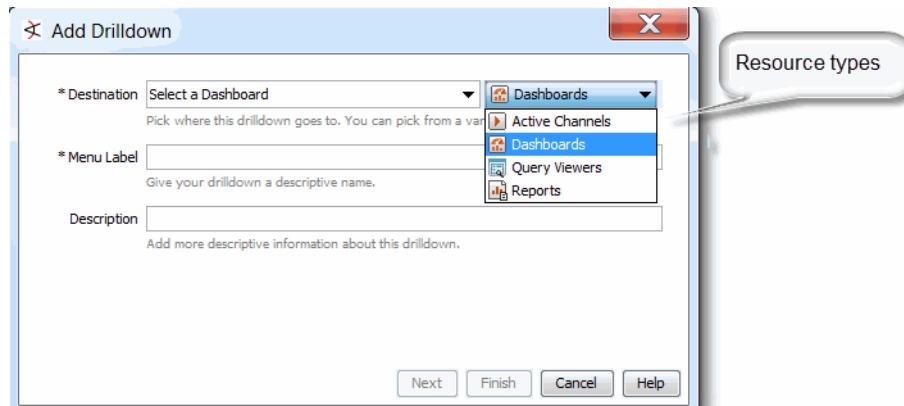 Add Drilldown
X
Resource types
* Destination Select a Dashboard Dashboards
Pick where this drilldown goes to. You can pick from a var
Active Channels
Dashboards
Query Viewers
Reports
* Menu Label
Give your drilldown a descriptive name.
Description
Add more descriptive information about this drilldown.
Next Finish Cancel Help